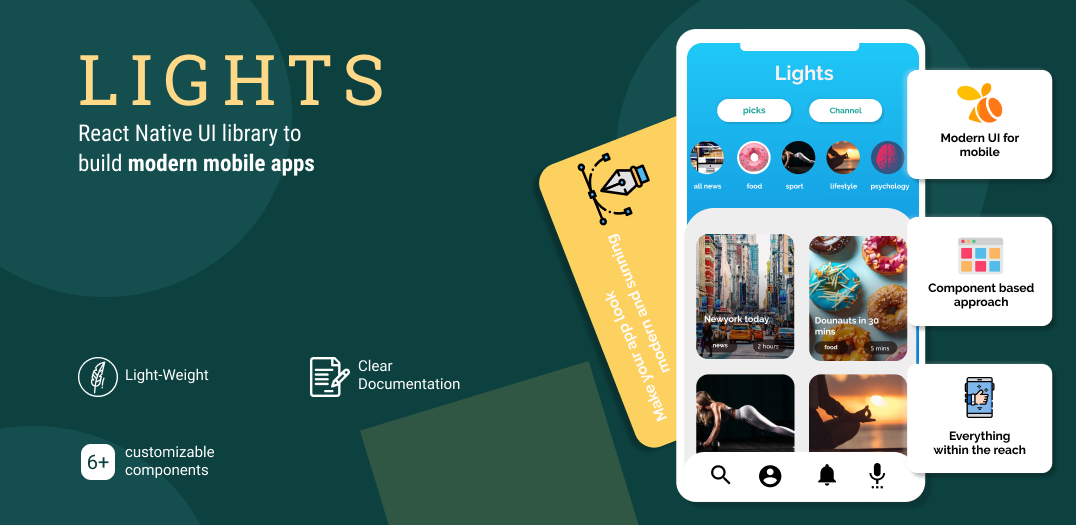 LIGHTS
React Native UI library to
build modern mobile apps
Light-Weight
Clear
Documentation
6+
customizable
components
Make your app look
modern and sunning
Lights
picks
Channel
all news
food
sport
lifestyle
psychology
Newyork today
news
2 hours
Dounauts in 30
mins
food
5 mins
Modern UI for
mobile
Component based
approach
Everything
within the reach